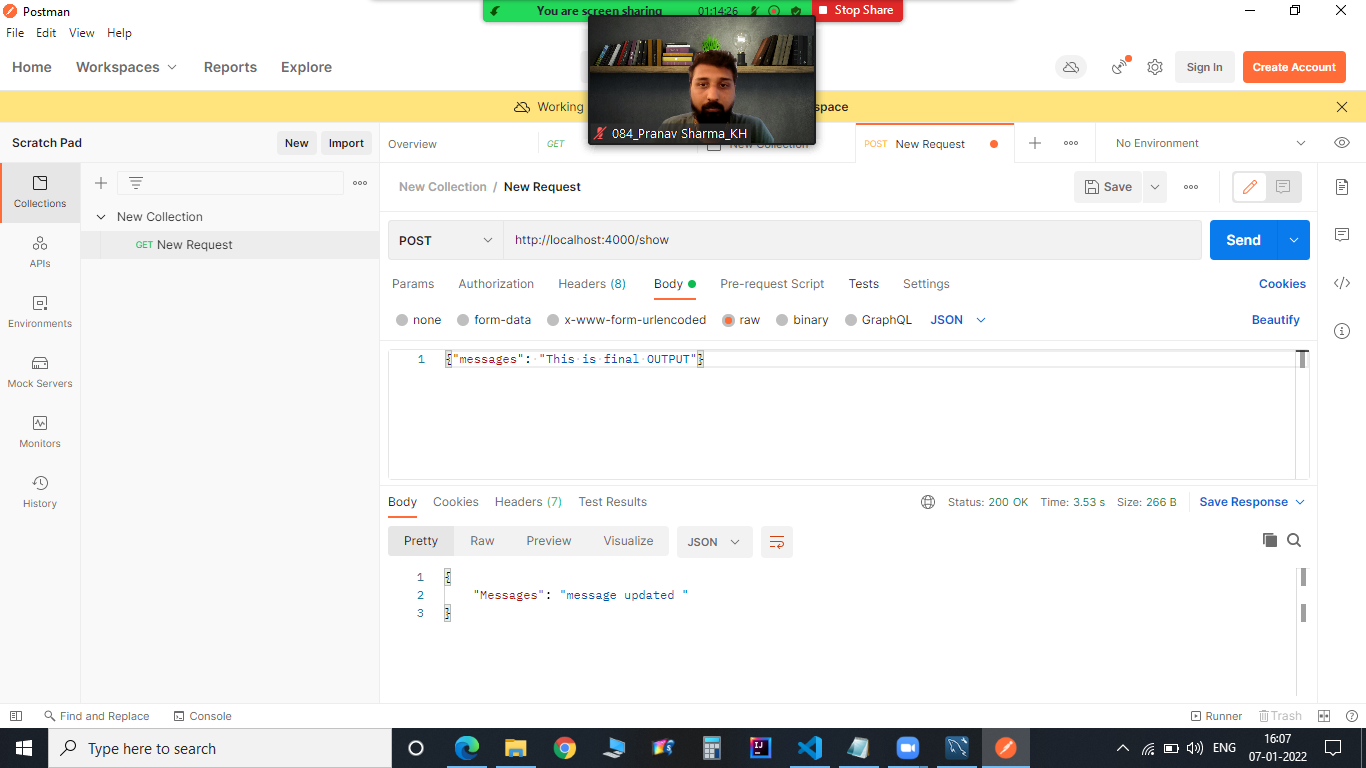 Postman
You are screen sharing 01:14:26 Stop Share
File Edit View Help
Home Workspaces Reports Explore
Sign In Create Account
Working
space
084_Pranav Sharma_KH
Scratch Pad New Import
Overview GET New Collection POST New Request No Environment
New Collection / New Request Save
Collections
New Collection
GET New Request
APIs
Environments
Mock Servers
Monitors
History
POST http://localhost:4000/show Send
Params Authorization Headers (8) Body Pre-request Script Tests Settings Cookies
none form-data x-www-form-urlencoded raw binary GraphQL JSON Beautify
1 {"messages": "This is final OUTPUT"}
Body Cookies Headers (7) Test Results Status: 200 OK Time: 3.53 s Size: 266 B Save Response
Pretty Raw Preview Visualize JSON
1 {
2 "Messages": "message updated "
3 }
Find and Replace Console Runner Trash
Type here to search
ENG
16:07
07-01-2022